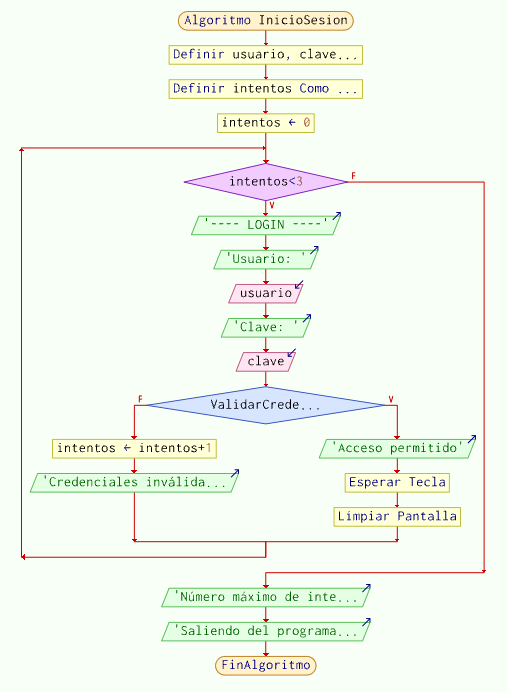 Algoritmo InicioSesion
Definir usuario, clave...
Definir intentos Como ...
intentos ← 0
intentos<3
F
V
'---- LOGIN ----'
'Usuario: '
usuario
'Clave: '
clave
F
ValidarCrede...
V
intentos ← intentos+1
'Acceso permitido'
'Credenciales inválida...
Esperar Tecla
Limpiar Pantalla
'Número máximo de inte...
'Saliendo del programa...
FinAlgoritmo